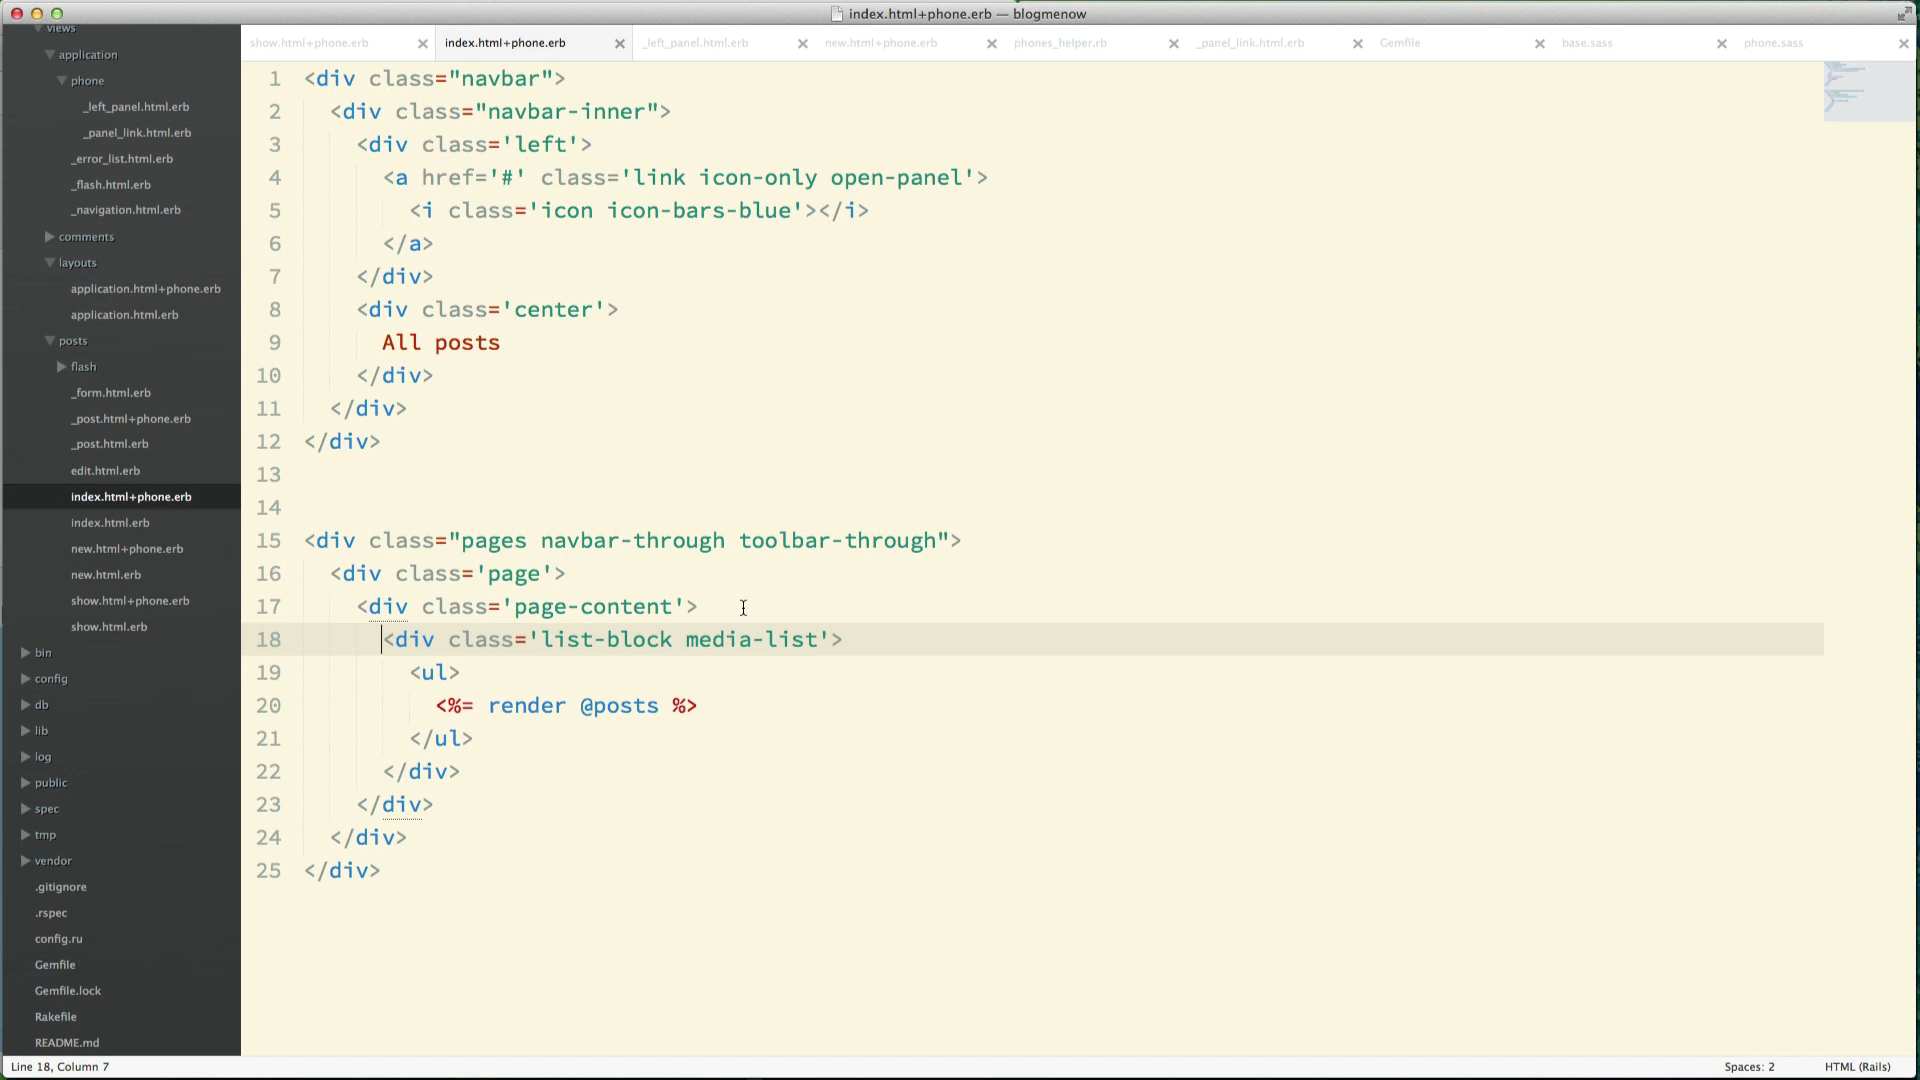 index.html+phone.erb — blogmenow
show.html+phone.erb
index.html+phone.erb
_left_panel.html.erb
new.html+phone.erb
phones_helper.rb
_panel_link.html.erb
Gemfile
base.sass
phone.sass
views
application
phone
_left_panel.html.erb
_panel_link.html.erb
_error_list.html.erb
_flash.html.erb
_navigation.html.erb
comments
layouts
application.html+phone.erb
application.html.erb
posts
flash
_form.html.erb
_post.html+phone.erb
_post.html.erb
edit.html.erb
index.html+phone.erb
index.html.erb
new.html+phone.erb
new.html.erb
show.html+phone.erb
show.html.erb
bin
config
db
lib
log
public
spec
tmp
vendor
.gitignore
.rspec
config.ru
Gemfile
Gemfile.lock
Rakefile
README.md
1 <div class="navbar">
2 <div class="navbar-inner">
3 <div class='left'>
4 <a href='#' class='link icon-only open-panel'>
5 <i class='icon icon-bars-blue'></i>
6 </a>
7 </div>
8 <div class='center'>
9 All posts
10 </div>
11 </div>
12 </div>
13
14
15 <div class="pages navbar-through toolbar-through">
16 <div class='page'>
17 <div class='page-content'>
18 <div class='list-block media-list'>
19 <ul>
20 <%= render @posts %>
21 </ul>
22 </div>
23 </div>
24 </div>
25 </div>
Line 18, Column 7
Spaces: 2
HTML (Rails)